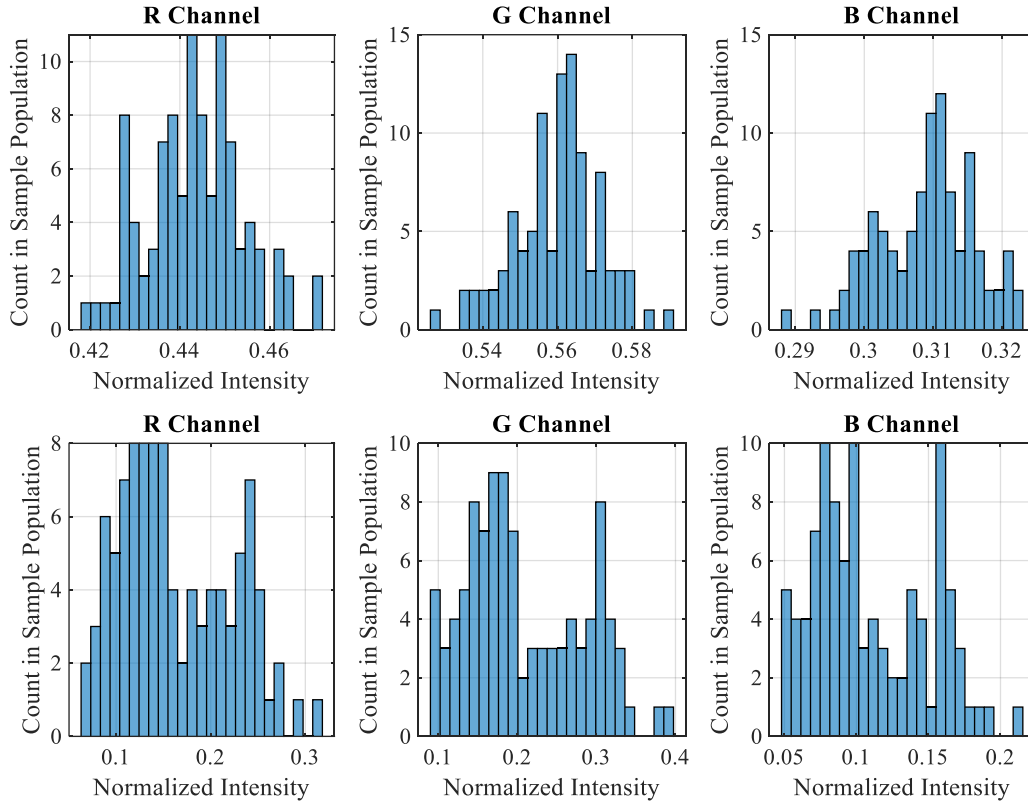 R Channel
G Channel
B Channel
Count in Sample Population
10
8
6
4
2
0
0.42
0.44
0.46
Normalized Intensity
Count in Sample Population
15
10
5
0
0.54
0.56
0.58
Normalized Intensity
Count in Sample Population
15
10
5
0
0.29
0.3
0.31
0.32
Normalized Intensity
R Channel
G Channel
B Channel
Count in Sample Population
8
6
4
2
0
0.1
0.2
0.3
Normalized Intensity
Count in Sample Population
10
8
6
4
2
0
0.1
0.2
0.3
0.4
Normalized Intensity
Count in Sample Population
10
8
6
4
2
0
0.05
0.1
0.15
0.2
Normalized Intensity